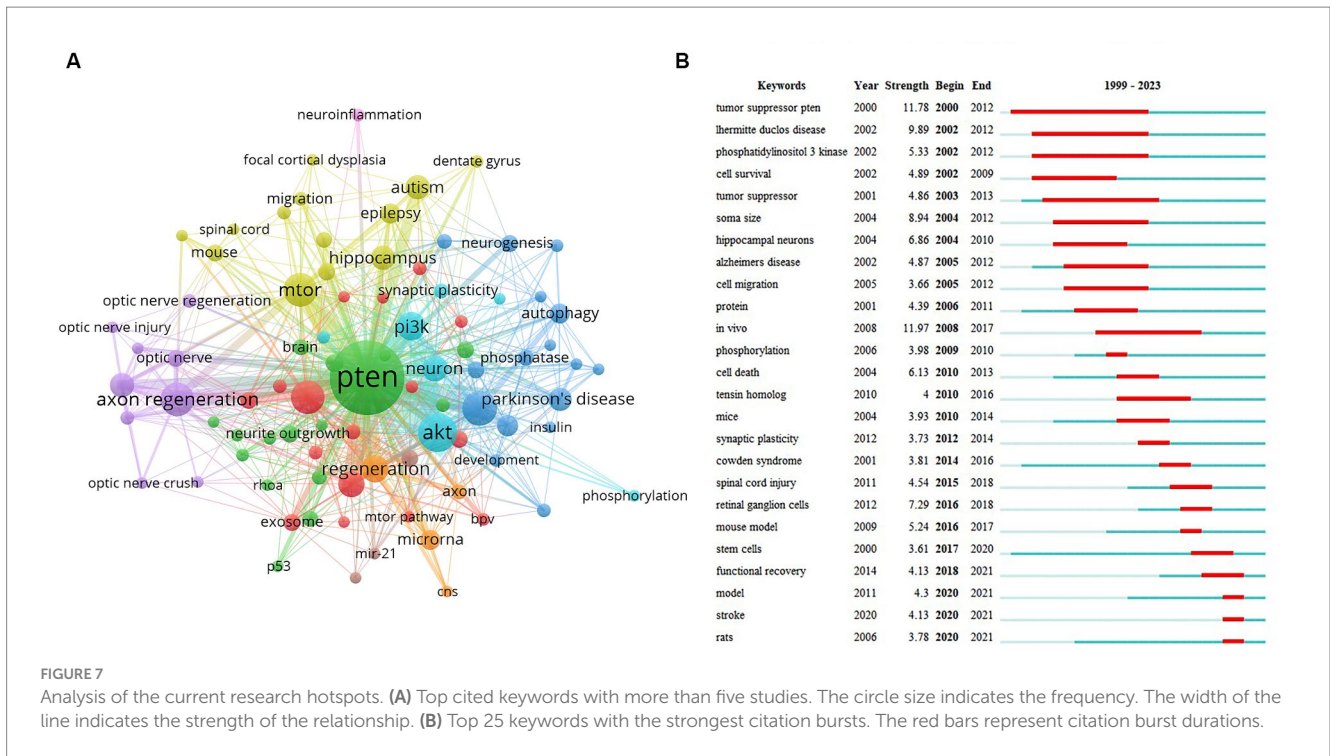 A
neuroinflammation
focal cortical dysplasia
dentate gyrus
autism
migration
epilepsy
spinal cord
neurogenesis
mouse
hippocampus
mtor
synaptic plasticity
optic nerve regeneration
autophagy
optic nerve injury
pi3k
brain
optic nerve
phosphatase
neuron
pten
axon regeneration
parkinson's disease
insulin
neurite outgrowth
akt
development
regeneration
optic nerve crush
rhoa
axon
phosphorylation
exosome
mtor pathway
bpv
microrna
mir-21
p53
cns
B
Keywords Year Strength Begin End 1999 - 2023
tumor suppressor pten 2000 11.78 2000 2012
lhermitte duclos disease 2002 9.89 2002 2012
phosphatidylinositol 3 kinase 2002 5.33 2002 2012
cell survival 2002 4.89 2002 2009
tumor suppressor 2001 4.86 2003 2013
soma size 2004 8.94 2004 2012
hippocampal neurons 2004 6.86 2004 2010
alzheimers disease 2002 4.87 2005 2012
cell migration 2005 3.66 2005 2012
protein 2001 4.39 2006 2011
in vivo 2008 11.97 2008 2017
phosphorylation 2006 3.98 2009 2010
cell death 2004 6.13 2010 2013
tensin homolog 2010 4 2010 2016
mice 2004 3.93 2010 2014
synaptic plasticity 2012 3.73 2012 2014
cowden syndrome 2001 3.81 2014 2016
spinal cord injury 2011 4.54 2015 2018
retinal ganglion cells 2012 7.29 2016 2018
mouse model 2009 5.24 2016 2017
stem cells 2000 3.61 2017 2020
functional recovery 2014 4.13 2018 2021
model 2011 4.3 2020 2021
stroke 2020 4.13 2020 2021
rats 2006 3.78 2020 2021
FIGURE 7
Analysis of the current research hotspots. (A) Top cited keywords with more than five studies. The circle size indicates the frequency. The width of the
line indicates the strength of the relationship. (B) Top 25 keywords with the strongest citation bursts. The red bars represent citation burst durations.